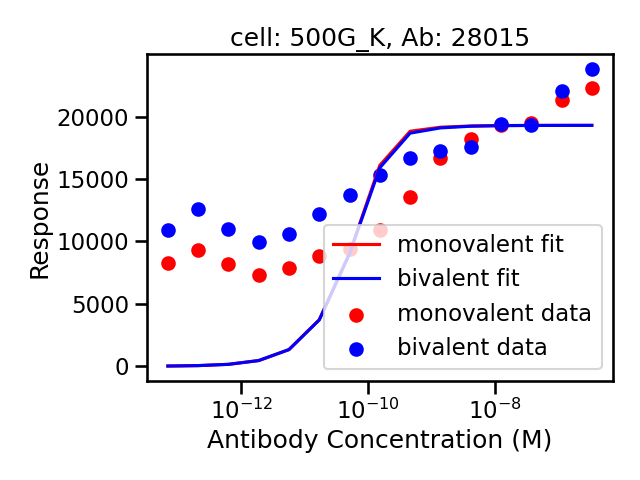 cell: 500G_K, Ab: 28015
Response
20000
15000
10000
5000
0
monovalent fit
bivalent fit
monovalent data
bivalent data
10⁻¹² 10⁻¹⁰ 10⁻⁸
Antibody Concentration (M)